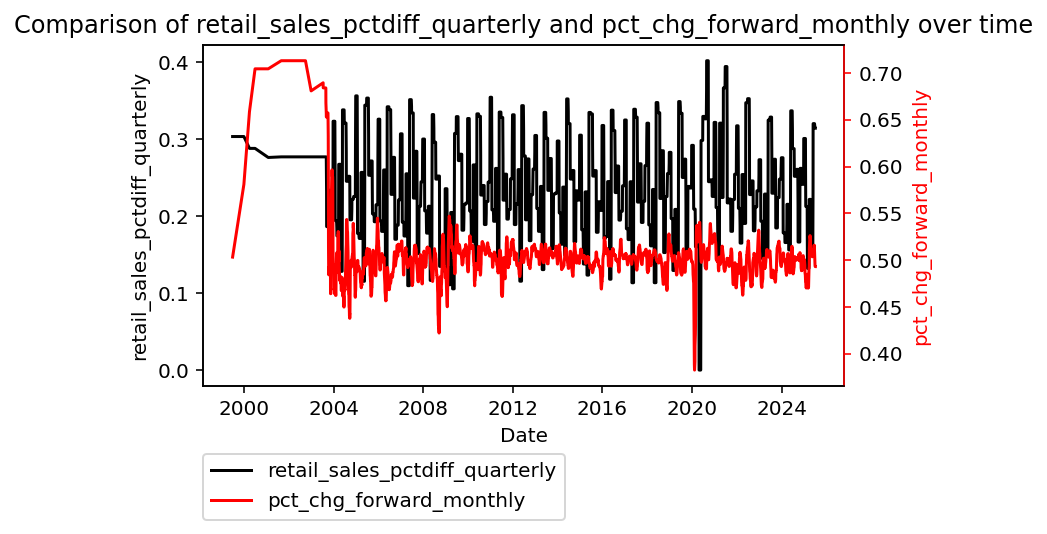 Comparison of retail_sales_pctdiff_quarterly and pct_chg_forward_monthly over time
retail_sales_pctdiff_quarterly
0.4
0.3
0.2
0.1
0.0
0.70
0.65
0.60
0.55
0.50
0.45
0.40
pct_chg_forward_monthly
2000 2004 2008 2012 2016 2020 2024
Date
retail_sales_pctdiff_quarterly
pct_chg_forward_monthly